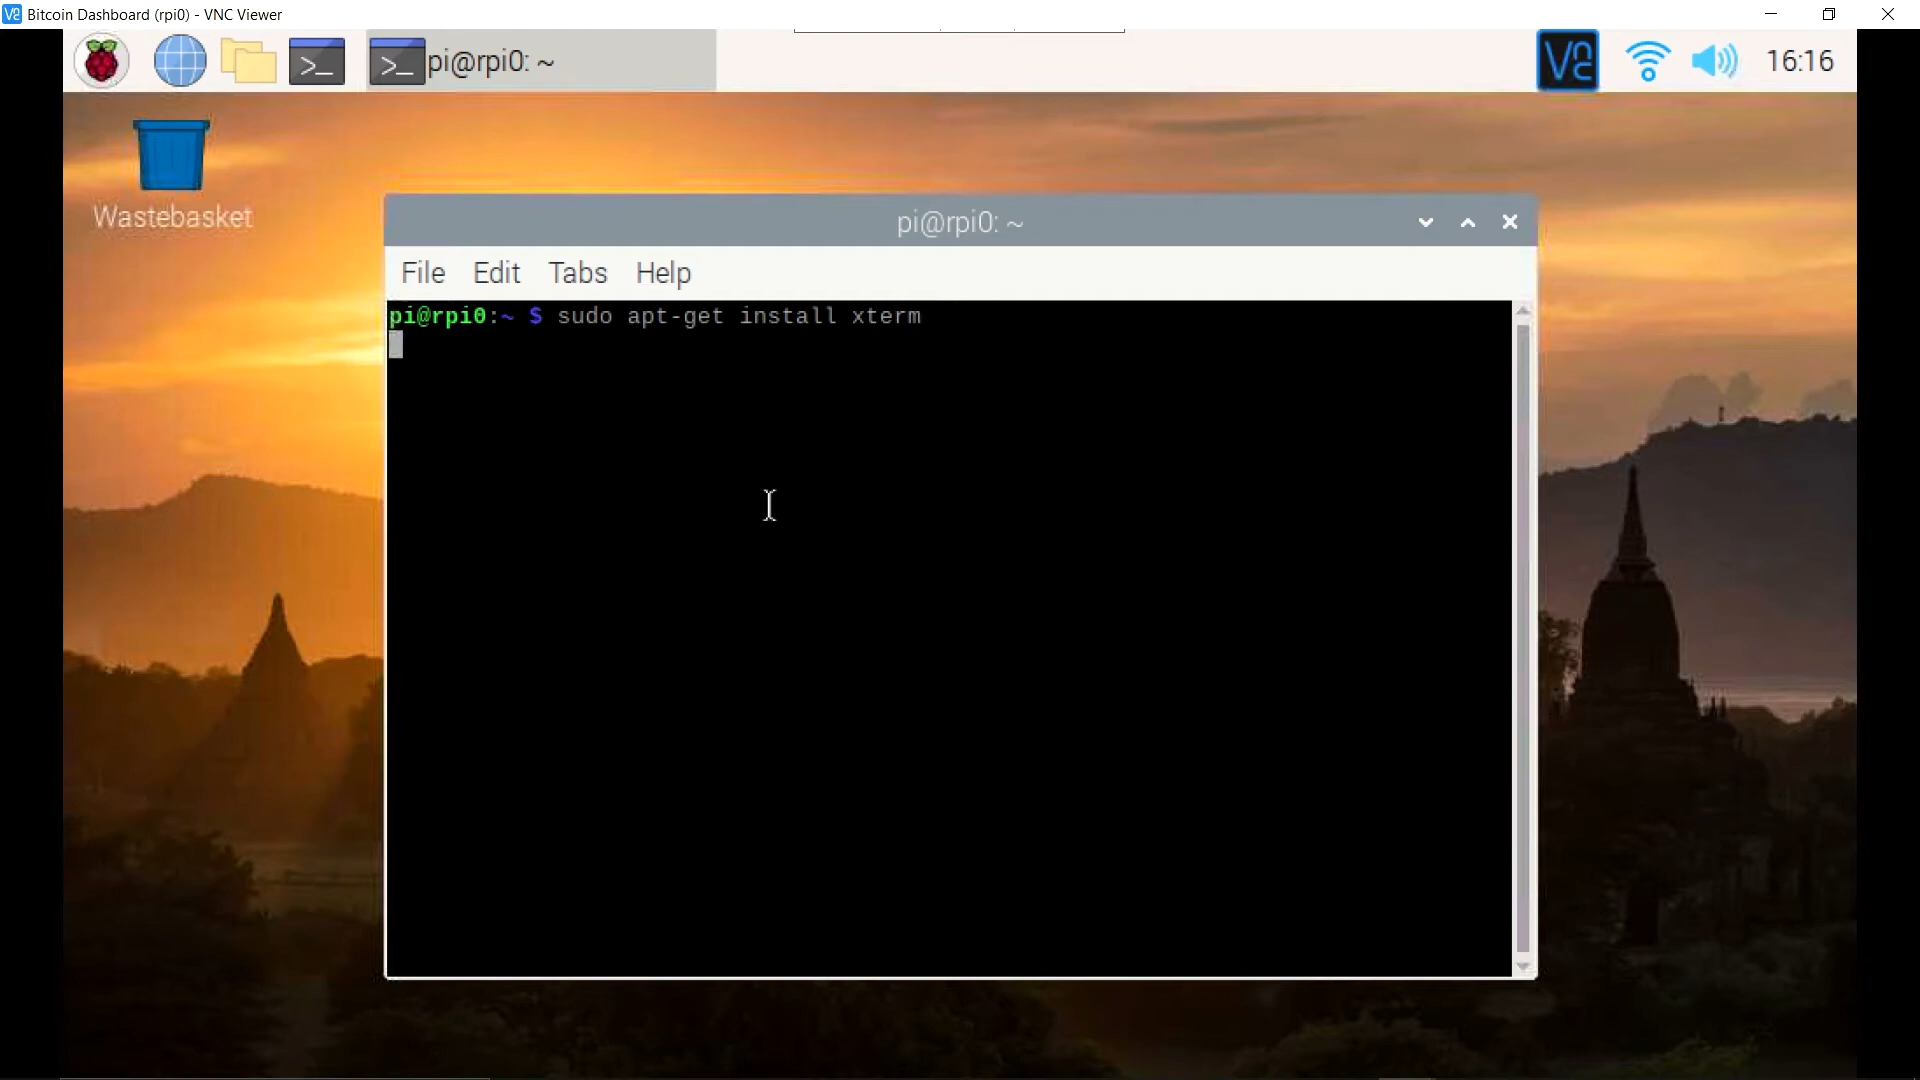 Bitcoin Dashboard (rpi0) - VNC Viewer
pi@rpi0: ~
16:16
Wastebasket
pi@rpi0: ~
File Edit Tabs Help
pi@rpi0:~ $ sudo apt-get install xterm